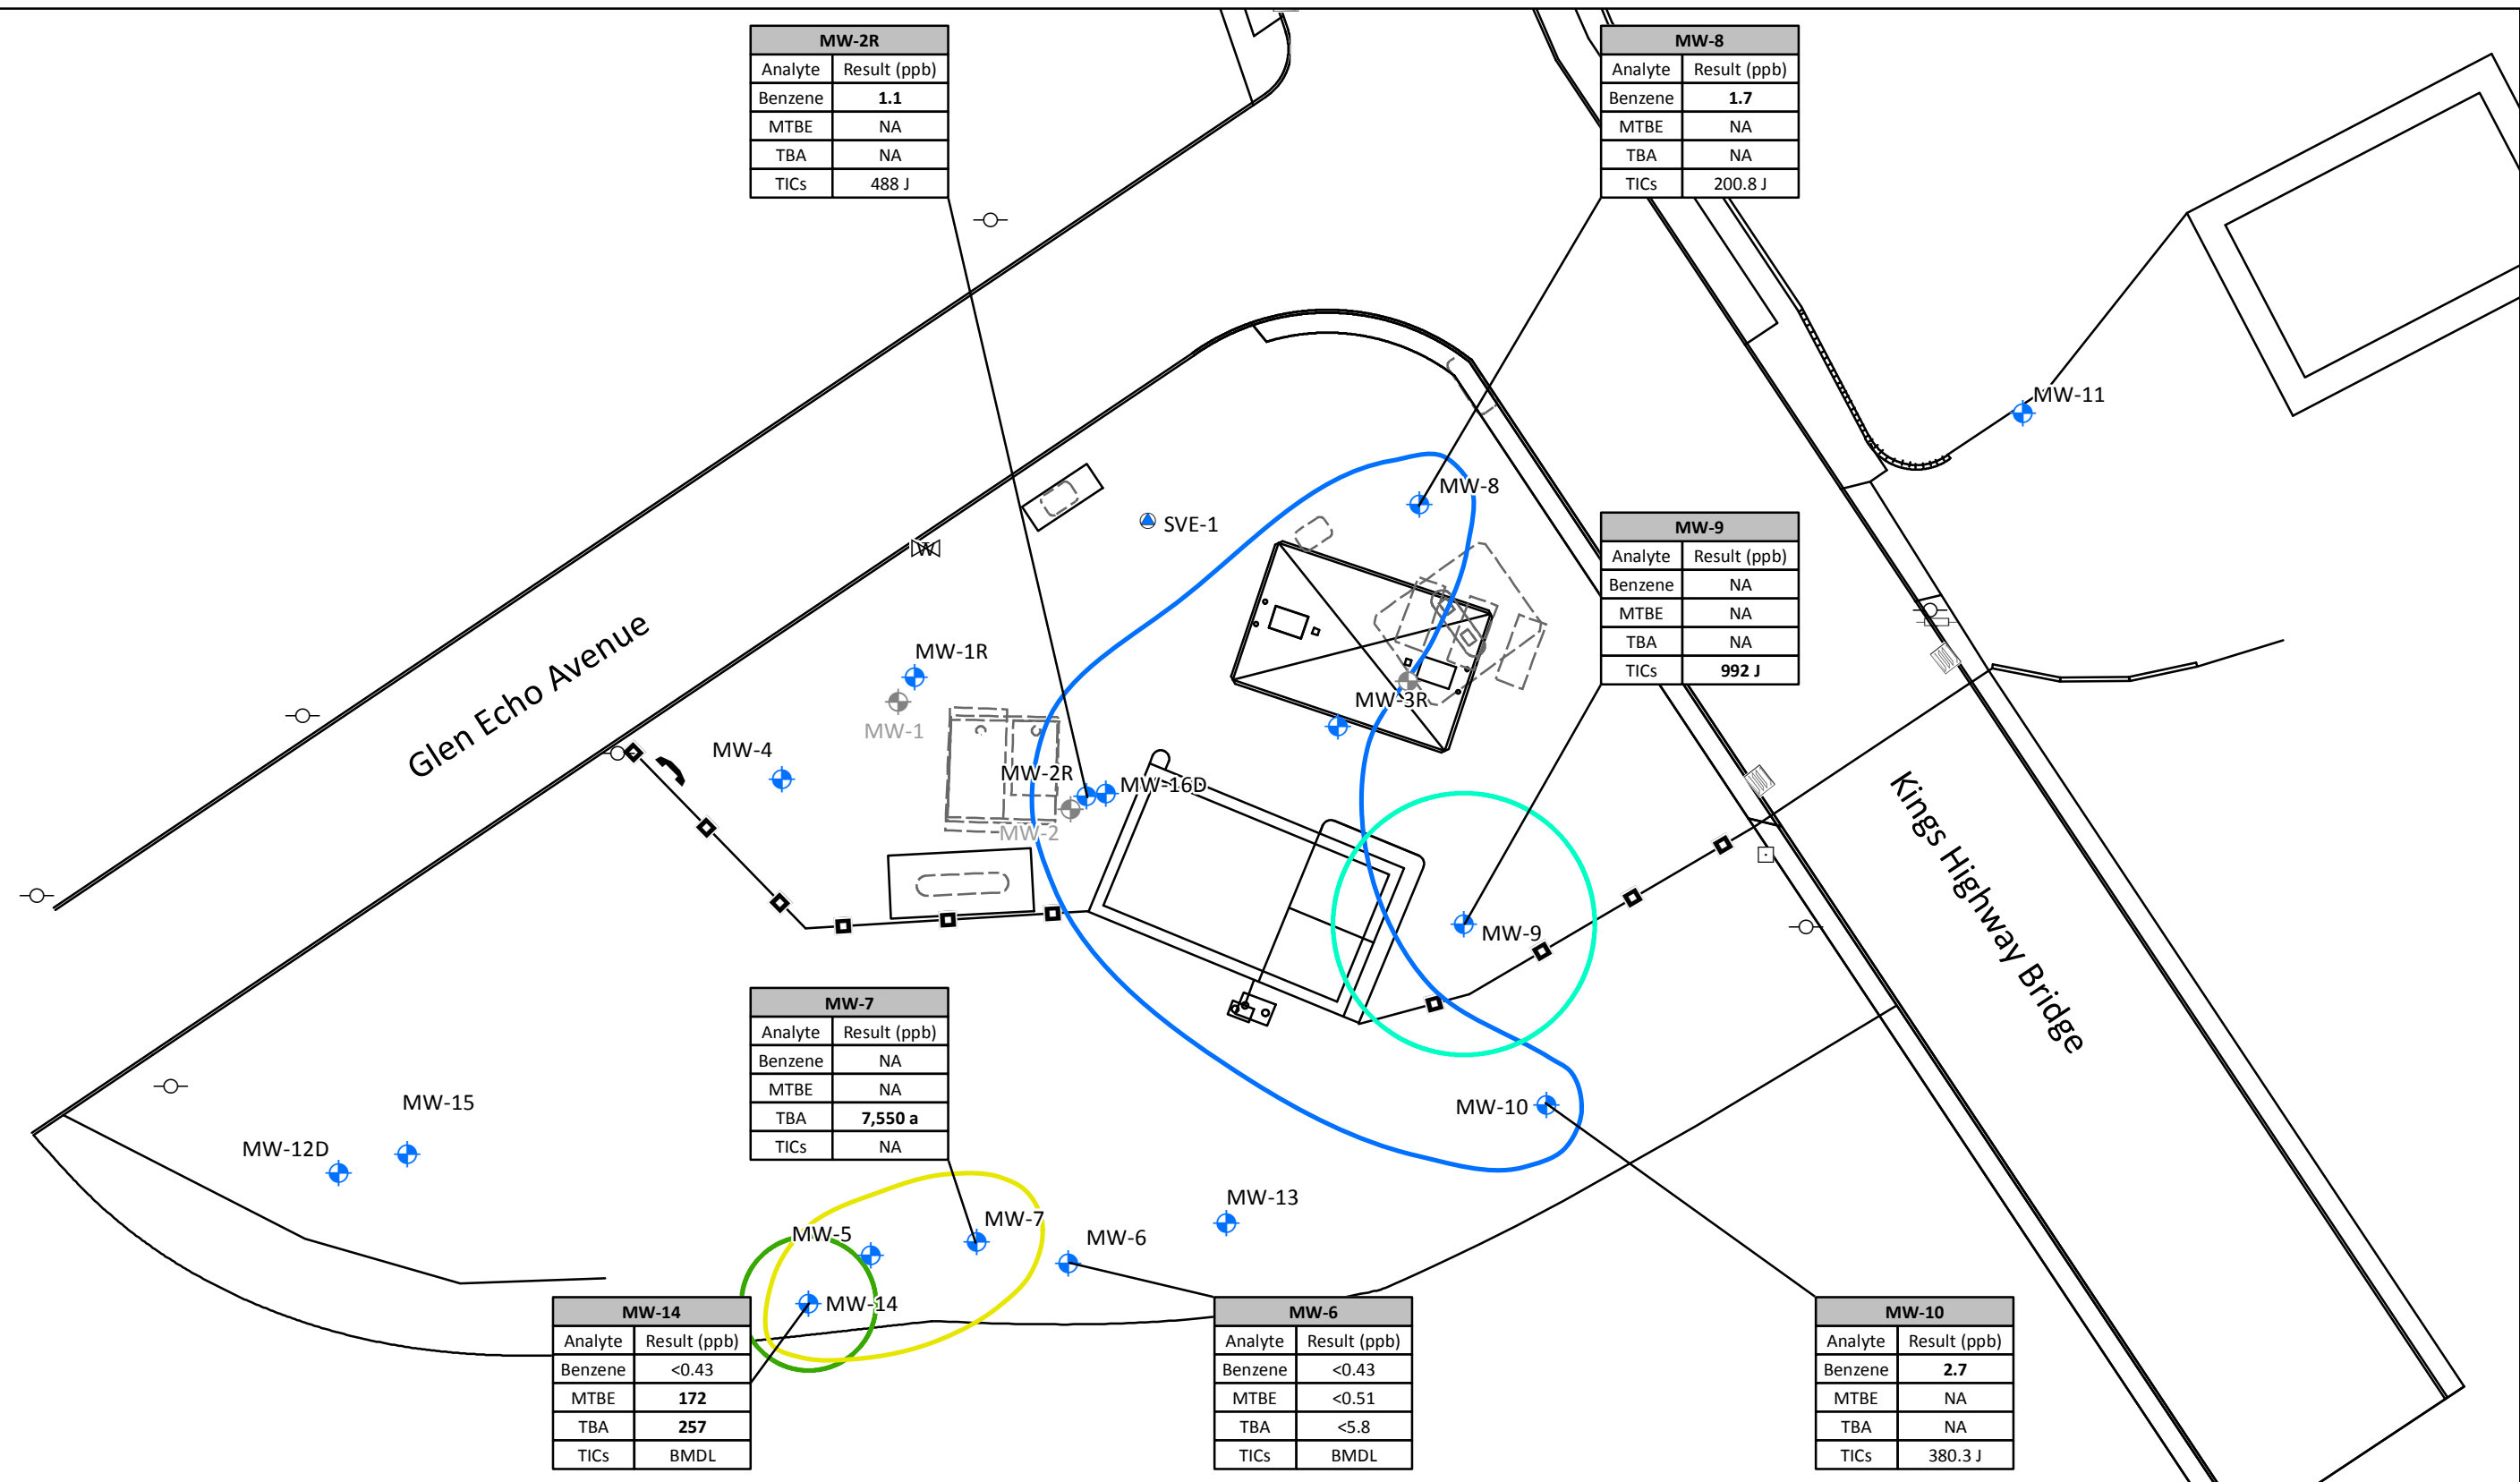 MW-2R
Analyte Result (ppb)
Benzene 1.1
MTBE NA
TBA NA
TICs 488 J
MW-8
Analyte Result (ppb)
Benzene 1.7
MTBE NA
TBA NA
TICs 200.8 J
MW-11
MW-8
SVE-1
W
MW-9
Analyte Result (ppb)
Benzene NA
MTBE NA
TBA NA
TICs 992 J
Glen Echo Avenue
MW-1R
MW-1
MW-3R
MW-4
MW-2R
MW-16D
MW-2
Kings Highway Bridge
MW-9
MW-7
Analyte Result (ppb)
Benzene NA
MTBE NA
TBA 7,550 a
TICs NA
MW-15
MW-12D
MW-10
MW-13
MW-7
MW-5
MW-6
MW-14
MW-14
Analyte Result (ppb)
Benzene <0.43
MTBE 172
TBA 257
TICs BMDL
MW-6
Analyte Result (ppb)
Benzene <0.43
MTBE <0.51
TBA <5.8
TICs BMDL
MW-10
Analyte Result (ppb)
Benzene 2.7
MTBE NA
TBA NA
TICs 380.3 J